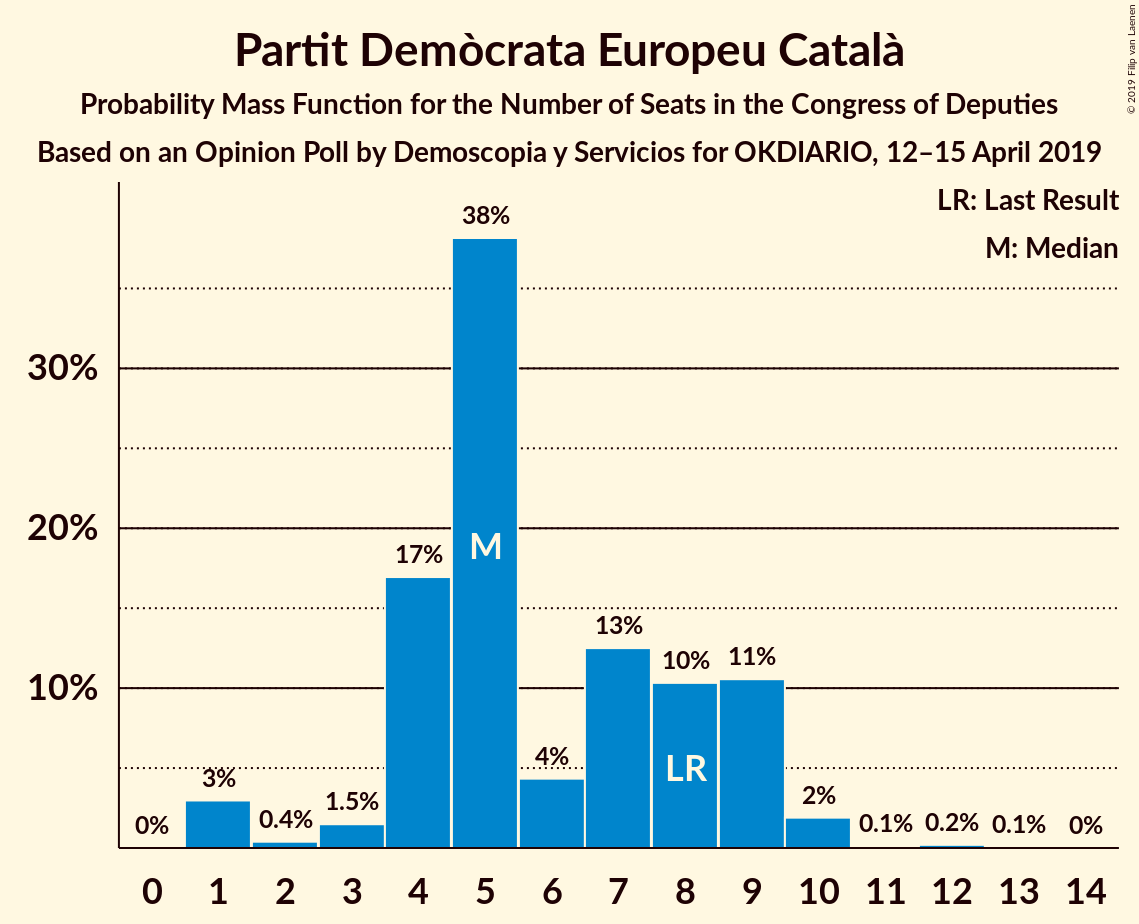 Partit Demòcrata Europeu Català
Probability Mass Function for the Number of Seats in the Congress of Deputies
Based on an Opinion Poll by Demoscopia y Servicios for OKDIARIO, 12–15 April 2019
© 2019 Filip van Laenen
LR: Last Result
M: Median
38%
30%
20%
17%
M
13%
10%
11%
10%
4%
LR
3%
2%
1.5%
0%
0.4%
0.1%
0.2%
0.1%
0%
0 1 2 3 4 5 6 7 8 9 10 11 12 13 14